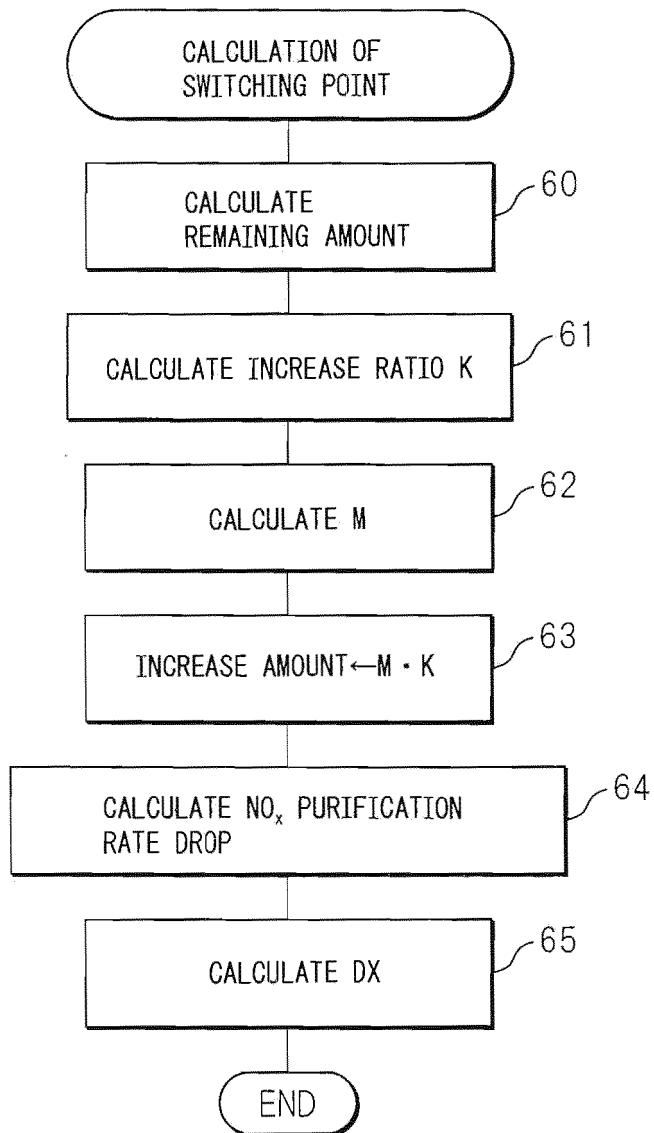 CALCULATION OF
SWITCHING POINT
60
CALCULATE
REMAINING AMOUNT
61
CALCULATE INCREASE RATIO K
62
CALCULATE M
63
INCREASE AMOUNT←M・K
64
CALCULATE NOx PURIFICATION
RATE DROP
65
CALCULATE DX
END